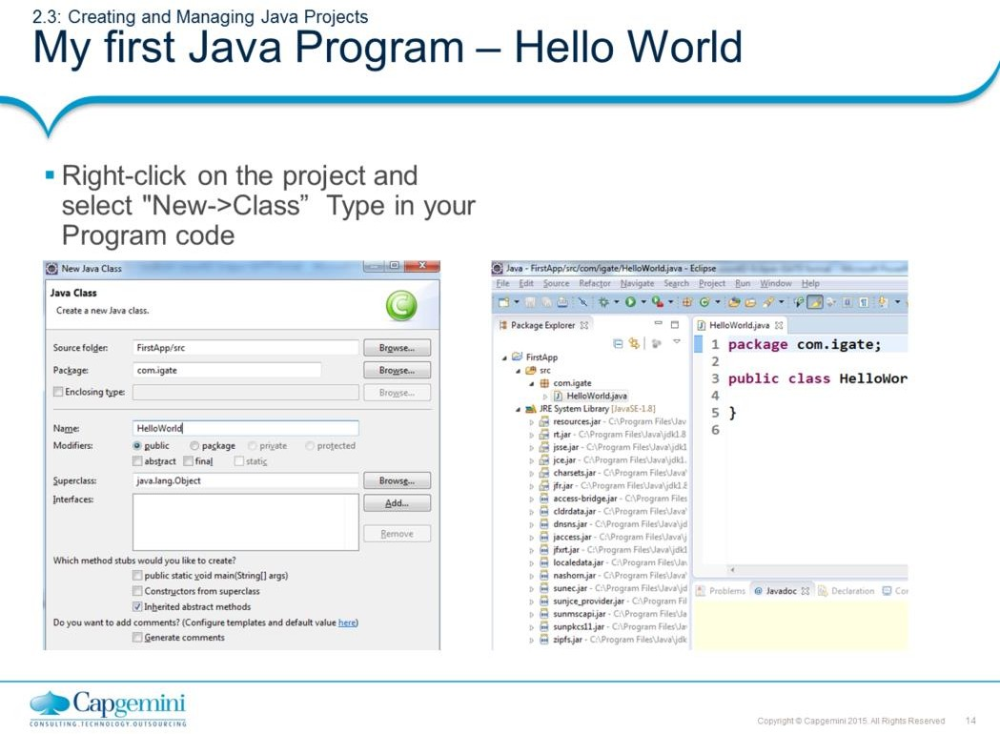 2.3: Creating and Managing Java Projects
My first Java Program – Hello World
Right-click on the project and
select "New->Class”  Type in your
Program code
New Java Class
Java Class
Create a new Java class.
Source folder: FirstApp/src Browse...
Package: com.igate Browse...
Enclosing type: Browse...
Name: HelloWorld
Modifiers: public package private protected
abstract final static
Superclass: java.lang.Object Browse...
Interfaces: Add...
Remove
Which method stubs would you like to create?
public static void main(String[] args)
Constructors from superclass
Inherited abstract methods
Do you want to add comments? (Configure templates and default value here)
Generate comments
Java - FirstApp/src/com/igate/HelloWorld.java - Eclipse
File Edit Source Refactor Navigate Search Project Run Window Help
Package Explorer
FirstApp
src
com.igate
HelloWorld.java
JRE System Library [JavaSE-1.8]
resources.jar - C:\Program Files\Jav
rt.jar - C:\Program Files\Java\jdk1.8
jsse.jar - C:\Program Files\Java\jdk1
jce.jar - C:\Program Files\Java\jdk1.
charsets.jar - C:\Program Files\Java'
jfr.jar - C:\Program Files\Java\jdk1.8
access-bridge.jar - C:\Program Files
cldrdata.jar - C:\Program Files\Java'
dnsns.jar - C:\Program Files\Java\jd
jaccess.jar - C:\Program Files\Java\j
jfxrt.jar - C:\Program Files\Java\jdk1
localedata.jar - C:\Program Files\Ja
nashorn.jar - C:\Program Files\Java'
sunec.jar - C:\Program Files\Java\jd
sunjce_provider.jar - C:\Program Fil
sunmscapi.jar - C:\Program Files\Ja
sunpkcs11.jar - C:\Program Files\Ja
zipfs.jar - C:\Program Files\Java\jdk
HelloWorld.java
1 package com.igate;
2
3 public class HelloWor
4
5 }
6
Problems @ Javadoc Declaration Co
Capgemini
CONSULTING.TECHNOLOGY.OUTSOURCING
Copyright © Capgemini 2015. All Rights Reserved 14